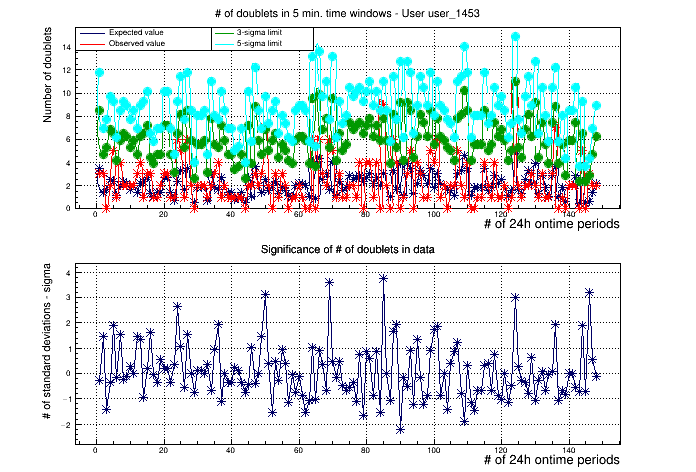 # of doublets in 5 min. time windows - User user_1453
Number of doublets
Expected value
Observed value
3-sigma limit
5-sigma limit
14
12
10
8
6
4
2
0
0 20 40 60 80 100 120 140
# of 24h ontime periods
Significance of # of doublets in data
# of standard deviations - sigma
4
3
2
1
0
−1
−2
0 20 40 60 80 100 120 140
# of 24h ontime periods